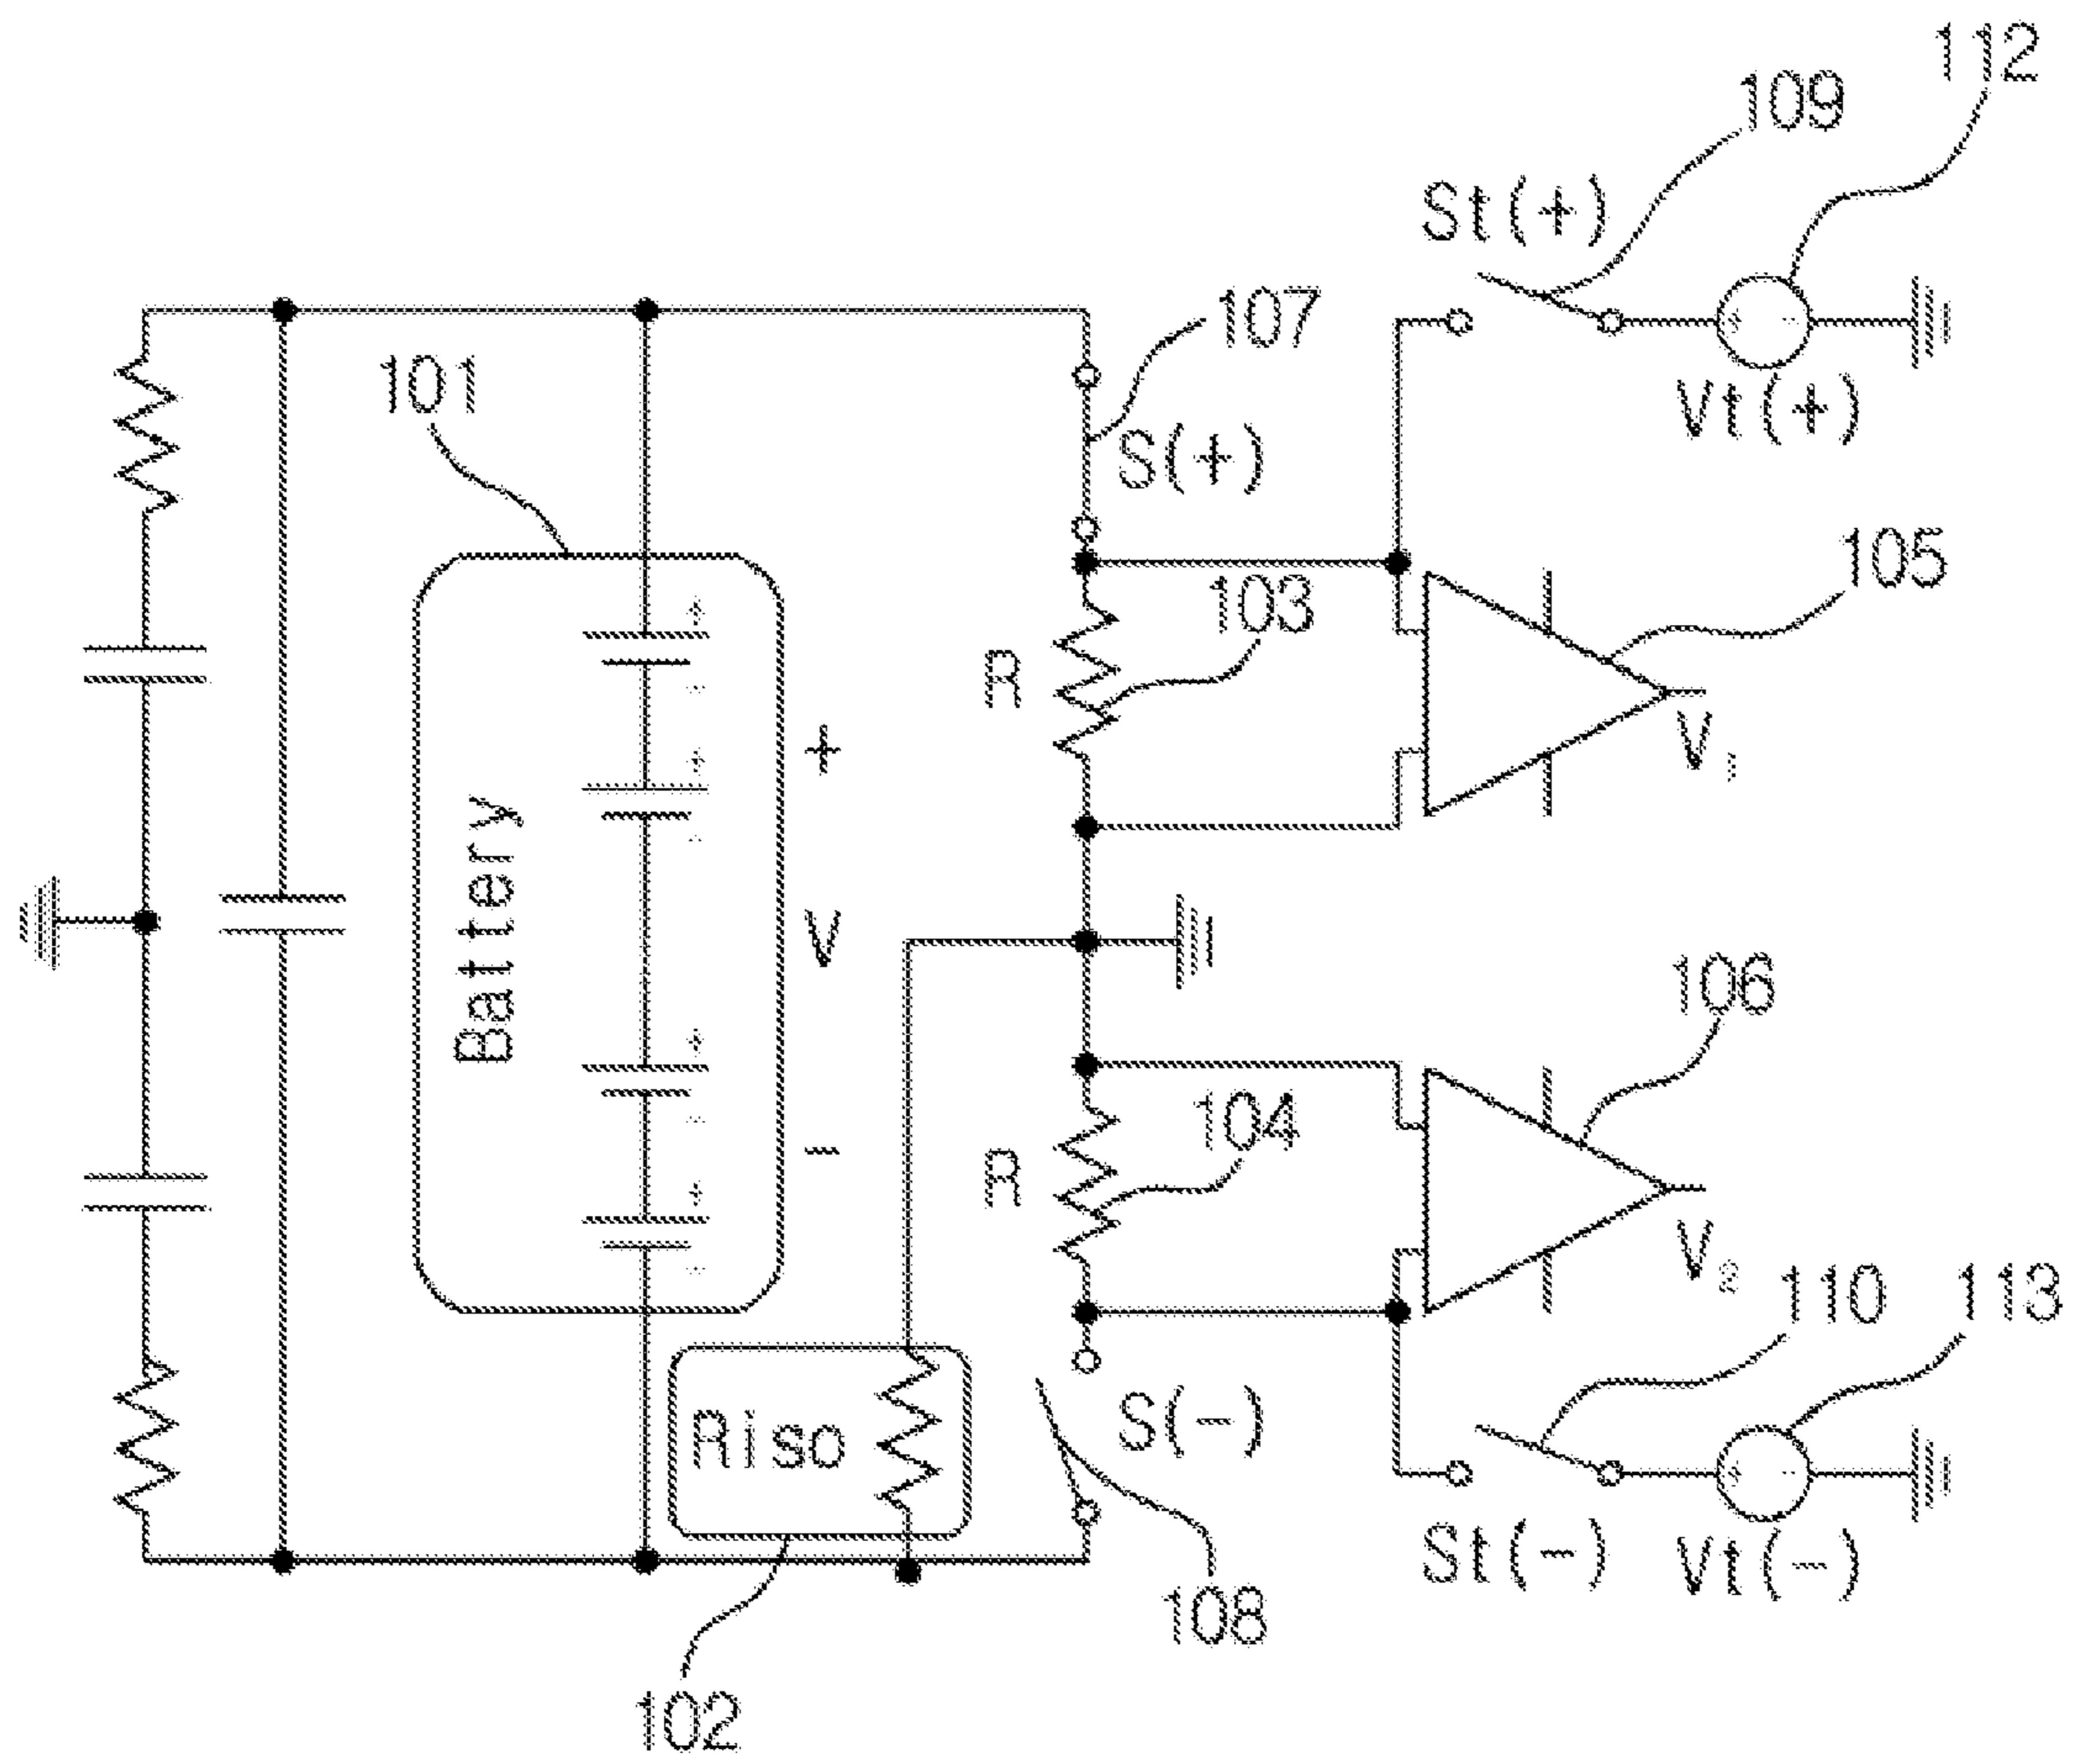 112
109
St(+)
107
101
Vt(+)
S(+)
105
103
R
+
V₁
Battery
V
106
104
-
R
V₂
110
113
Riso
S(-)
St(-)
Vt(-)
108
102